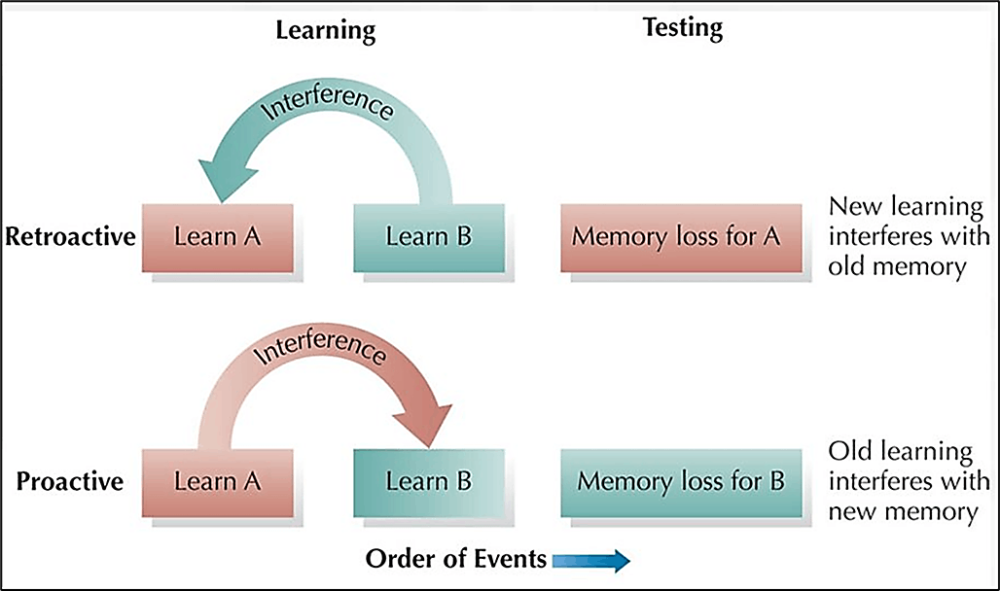 Learning
Testing
Interference
Retroactive
Learn A
Learn B
Memory loss for A
New learning
interferes with
old memory
Interference
Proactive
Learn A
Learn B
Memory loss for B
Old learning
interferes with
new memory
Order of Events